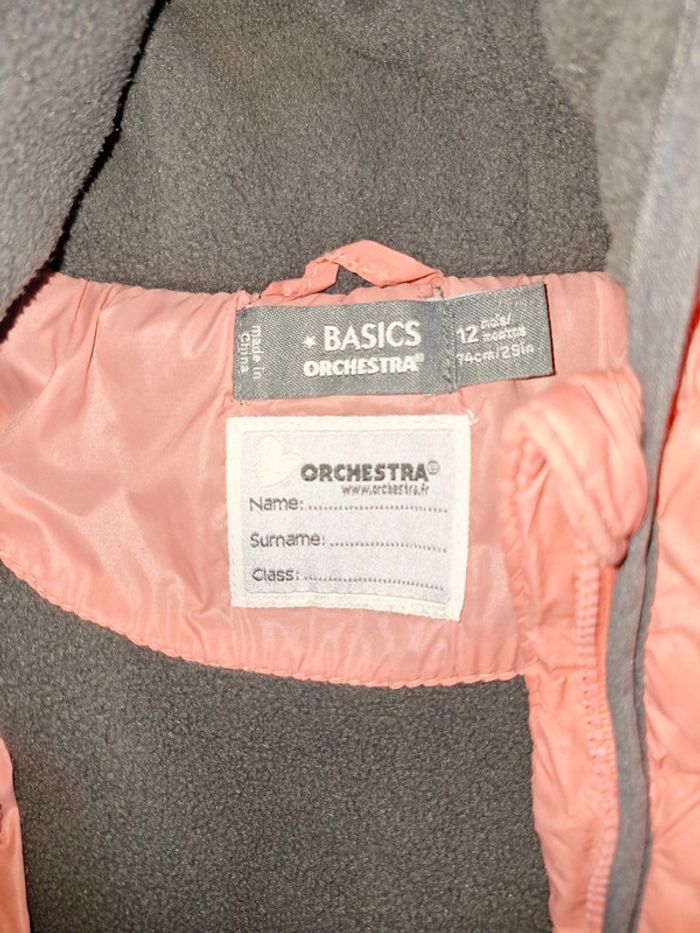 made in
China
★ BASICS
ORCHESTRA®
12 mois/
months
74cm/29in
ORCHESTRA®
www.orchestra.fr
Name:..............................
Surname:.........................
Class:..............................